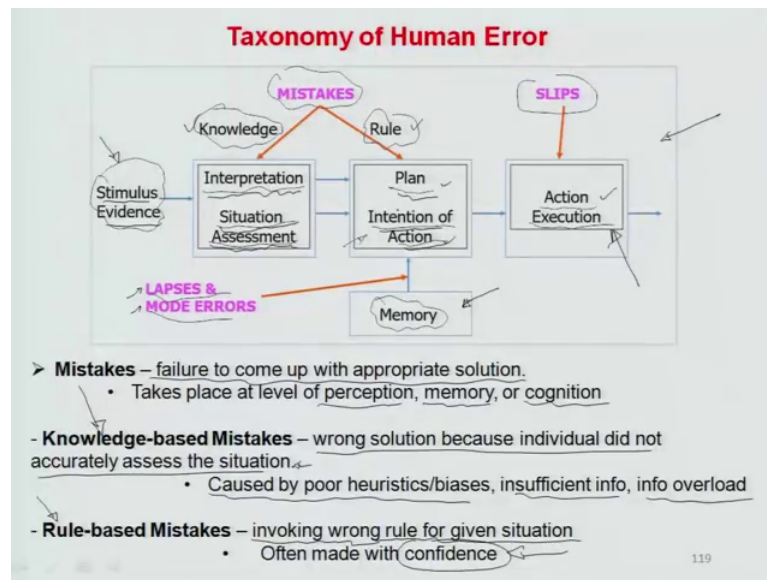 Taxonomy of Human Error
MISTAKES
SLIPS
Knowledge
Rule
Stimulus
Evidence
Interpretation
Situation
Assessment
Plan
Intention of
Action
Action
Execution
LAPSES &
MODE ERRORS
Memory
➤ Mistakes – failure to come up with appropriate solution.
• Takes place at level of perception, memory, or cognition
- Knowledge-based Mistakes – wrong solution because individual did not
accurately assess the situation.
• Caused by poor heuristics/biases, insufficient info, info overload
- Rule-based Mistakes – invoking wrong rule for given situation
• Often made with confidence
119